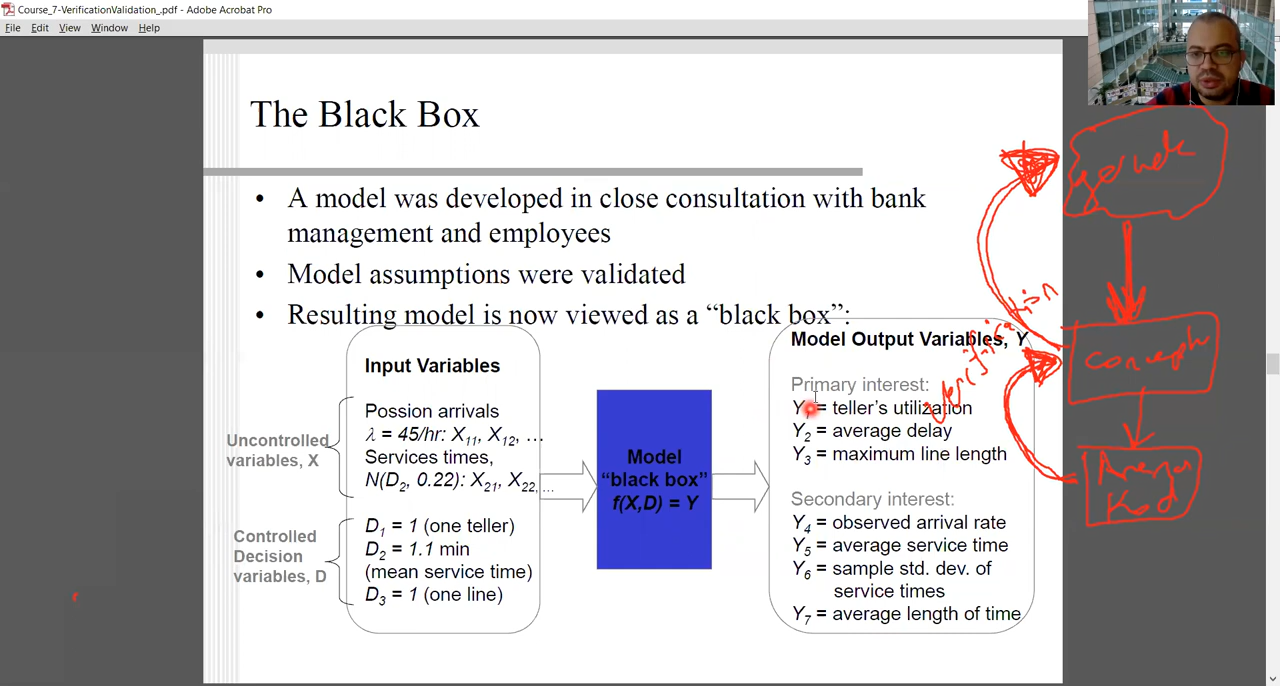 Course_7-VerificationValidation_.pdf - Adobe Acrobat Pro
File Edit View Window Help
The Black Box
• A model was developed in close consultation with bank
management and employees
• Model assumptions were validated
• Resulting model is now viewed as a “black box”:
Input Variables
Uncontrolled
variables, X
Possion arrivals
λ = 45/hr: X11, X12, …
Services times,
N(D2, 0.22): X21, X22, …
Controlled
Decision
variables, D
D1 = 1 (one teller)
D2 = 1.1 min
(mean service time)
D3 = 1 (one line)
Model
“black box”
f(X,D) = Y
Model Output Variables, Y
Primary interest:
Y1 = teller’s utilization
Y2 = average delay
Y3 = maximum line length
Secondary interest:
Y4 = observed arrival rate
Y5 = average service time
Y6 = sample std. dev. of
service times
Y7 = average length of time
Verification
Arena
Kod